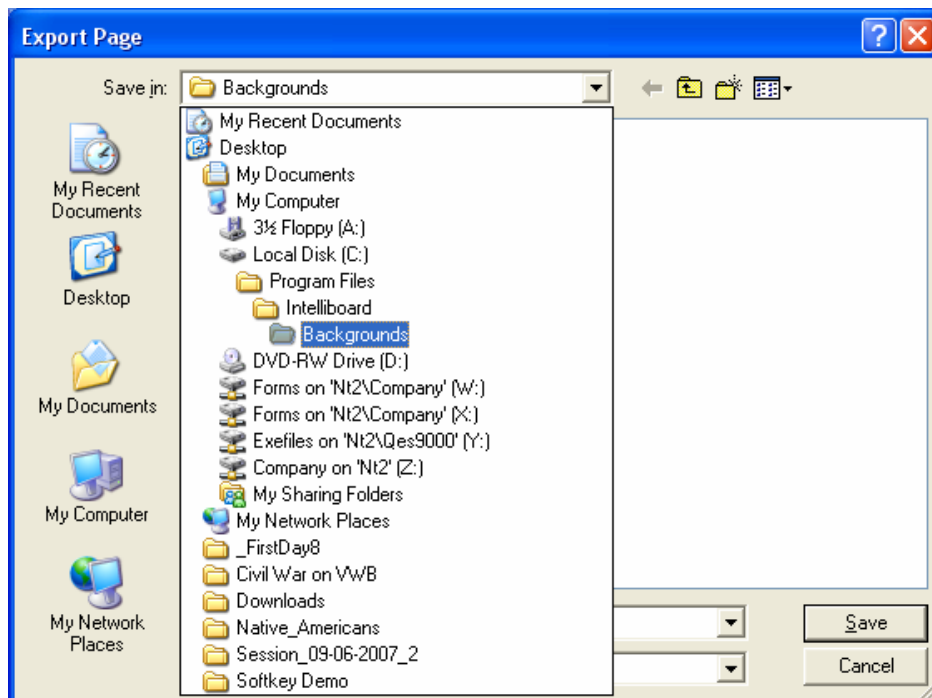 Export Page
Save in:
Backgrounds
My Recent Documents
Desktop
My Documents
My Computer
3½ Floppy (A:)
Local Disk (C:)
Program Files
Intelliboard
Backgrounds
DVD-RW Drive (D:)
Forms on 'Nt2\Company' (W:)
Forms on 'Nt2\Company' (X:)
Exefiles on 'Nt2\Qes9000' (Y:)
Company on 'Nt2' (Z:)
My Sharing Folders
My Network Places
_FirstDay8
Civil War on VWB
Downloads
Native_Americans
Session_09-06-2007_2
Softkey Demo
My Recent
Documents
Desktop
My Documents
My Computer
My Network
Places
Save
Cancel